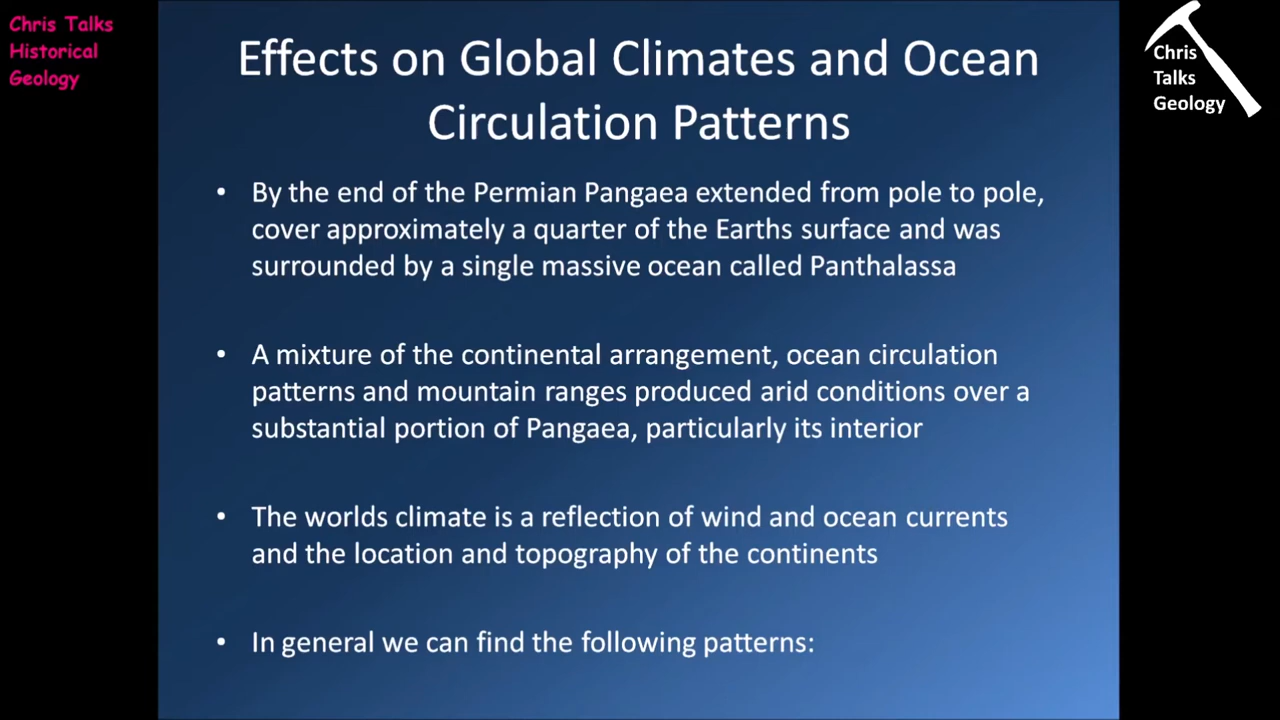 Chris Talks
Historical
Geology
Chris
Talks
Geology
Effects on Global Climates and Ocean
Circulation Patterns
• By the end of the Permian Pangaea extended from pole to pole,
cover approximately a quarter of the Earths surface and was
surrounded by a single massive ocean called Panthalassa
• A mixture of the continental arrangement, ocean circulation
patterns and mountain ranges produced arid conditions over a
substantial portion of Pangaea, particularly its interior
• The worlds climate is a reflection of wind and ocean currents
and the location and topography of the continents
• In general we can find the following patterns: